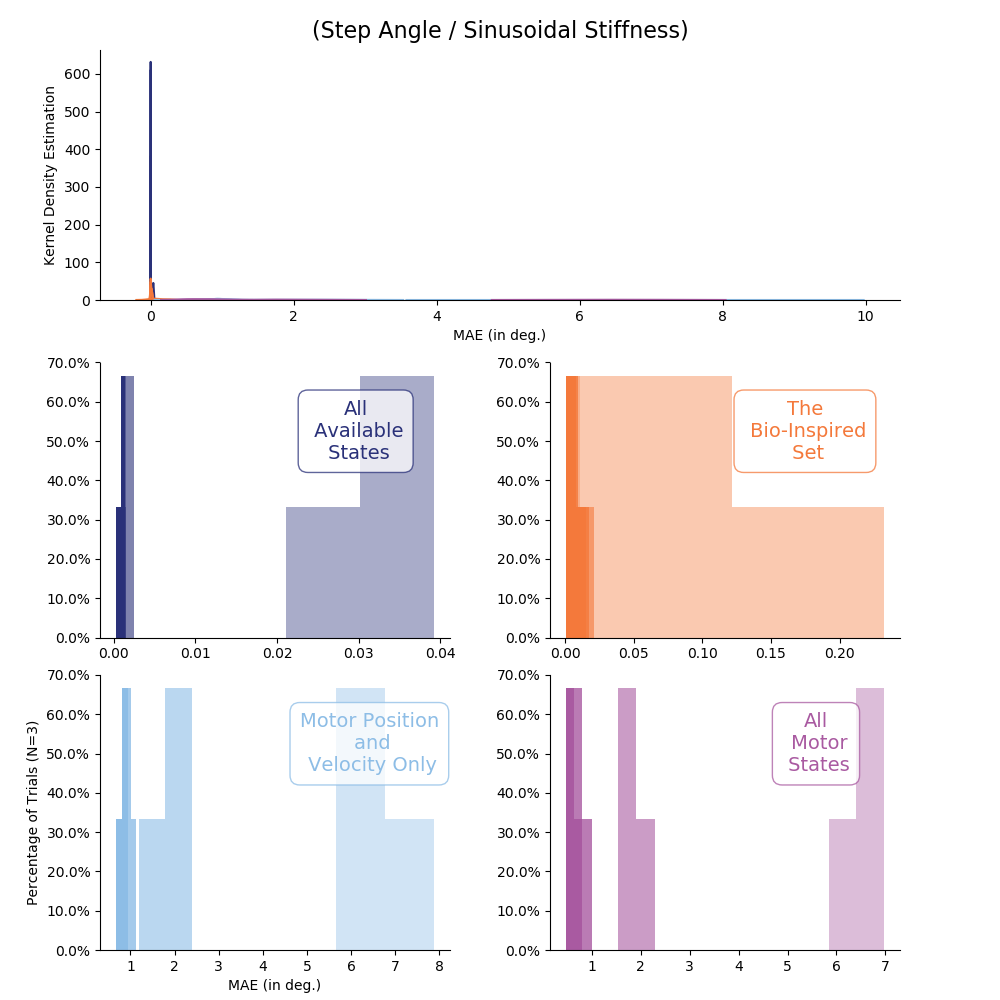 (Step Angle / Sinusoidal Stiffness)
Kernel Density Estimation
600
500
400
300
200
100
0
0 2 4 6 8 10
MAE (in deg.)
70.0%
60.0%
50.0%
40.0%
30.0%
20.0%
10.0%
0.0%
All
Available
States
0.00 0.01 0.02 0.03 0.04
70.0%
60.0%
50.0%
40.0%
30.0%
20.0%
10.0%
0.0%
The
Bio-Inspired
Set
0.00 0.05 0.10 0.15 0.20
Percentage of Trials (N=3)
70.0%
60.0%
50.0%
40.0%
30.0%
20.0%
10.0%
0.0%
Motor Position
and
Velocity Only
1 2 3 4 5 6 7 8
MAE (in deg.)
70.0%
60.0%
50.0%
40.0%
30.0%
20.0%
10.0%
0.0%
All
Motor
States
1 2 3 4 5 6 7